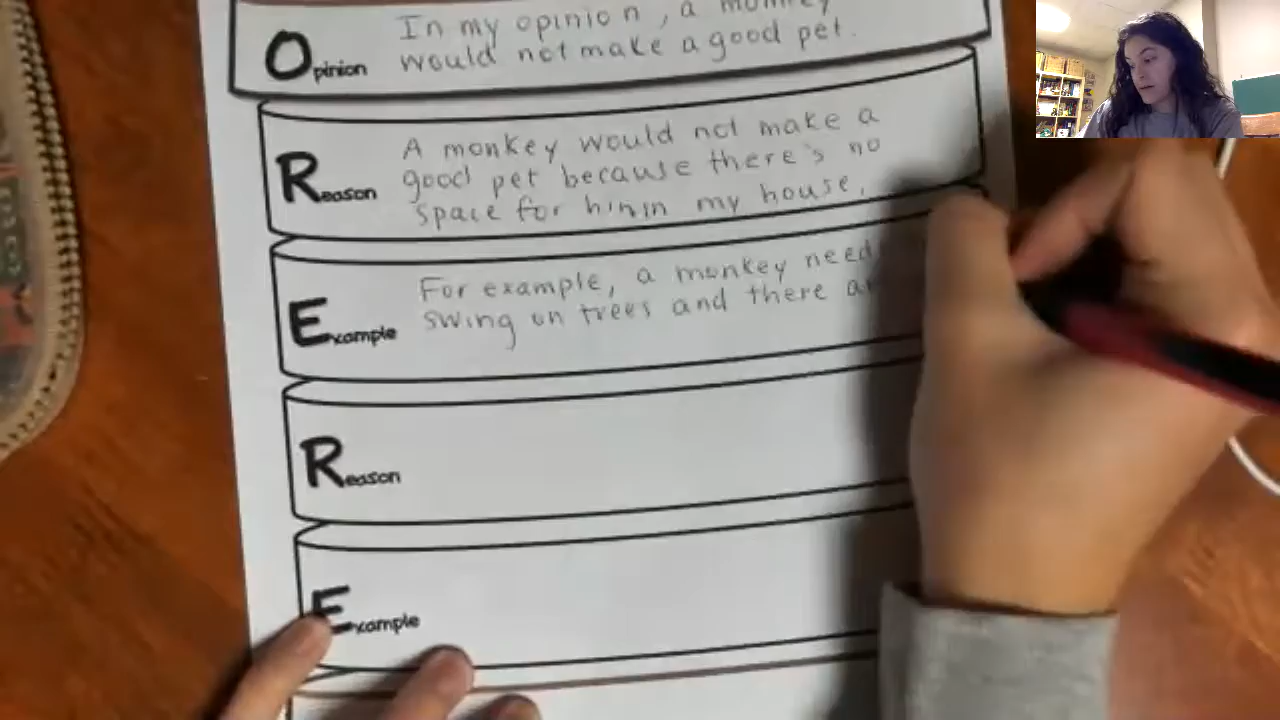 Opinion
In my opinion, a monkey
would not make a good pet.
Reason
A monkey would not make a
good pet because there's no
space for him in my house.
Example
For example, a monkey need
swing on trees and there
Reason
Example